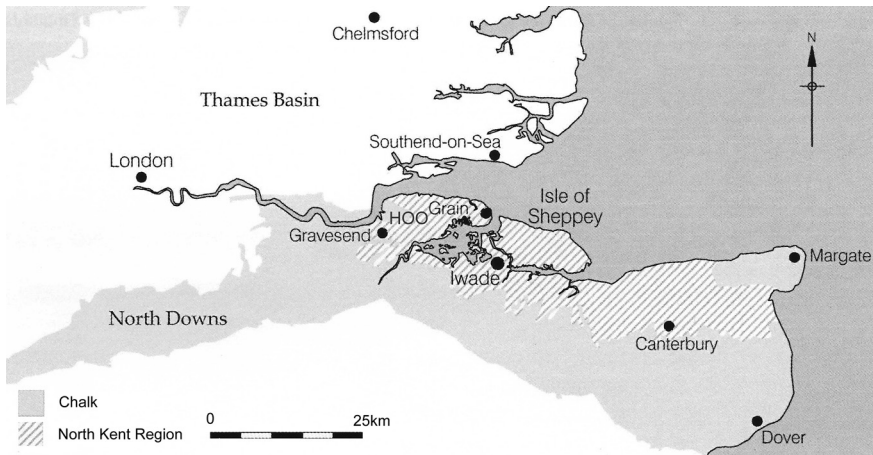 Chelmsford
N
Thames Basin
Southend-on-Sea
London
Isle of
Sheppey
Grain
HOO
Gravesend
Margate
Iwade
North Downs
Canterbury
Chalk
0
25km
North Kent Region
Dover